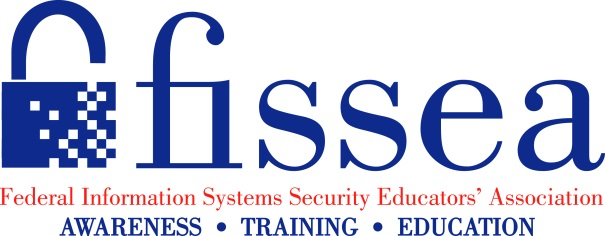 fissea
Federal Information Systems Security Educators' Association
AWARENESS • TRAINING • EDUCATION